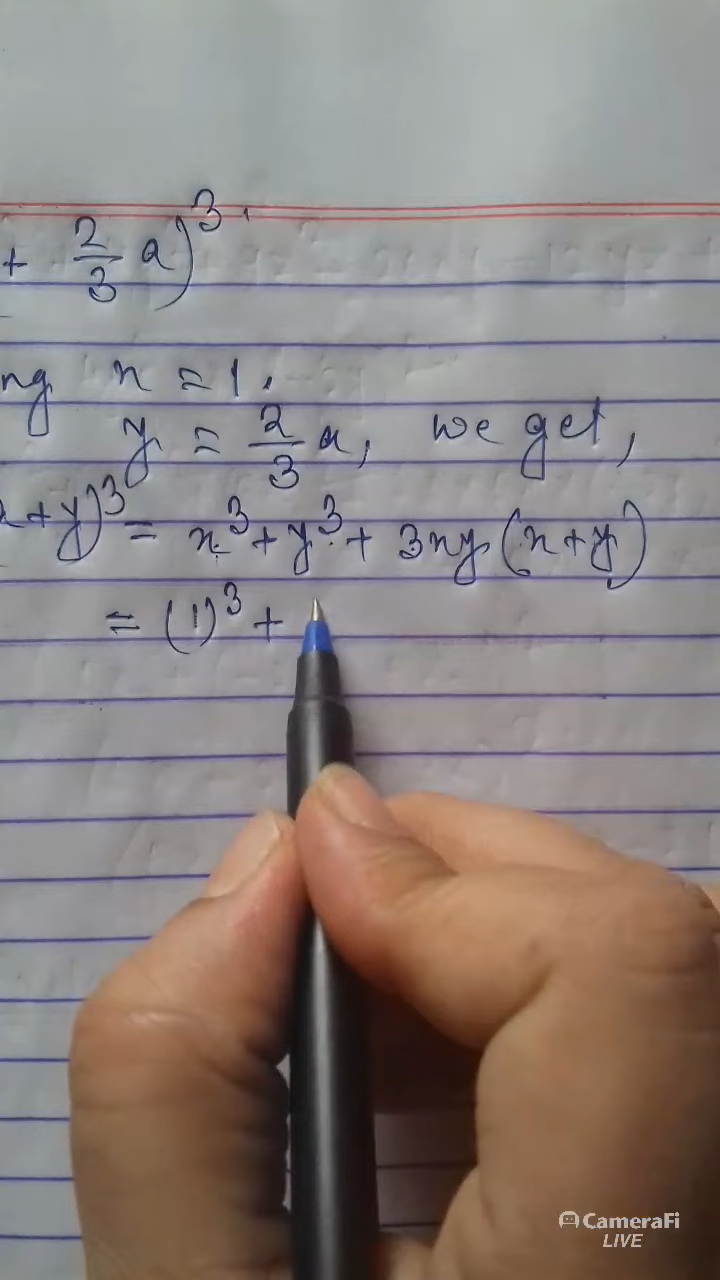 + 2/3 a)³.
ng x = 1.
y = 2/3 a, we get,
x+y)³ = x³ + y³ + 3xy(x+y)
= (1)³ +
CameraFi
LIVE